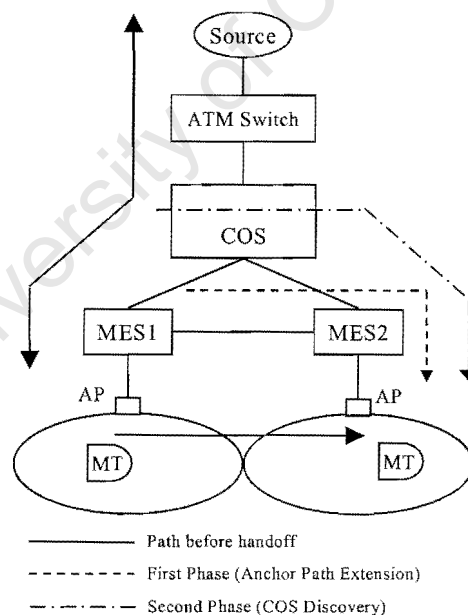 Source
ATM Switch
COS
MES1
MES2
AP
AP
MT
MT
Path before handoff
First Phase (Anchor Path Extension)
Second Phase (COS Discovery)